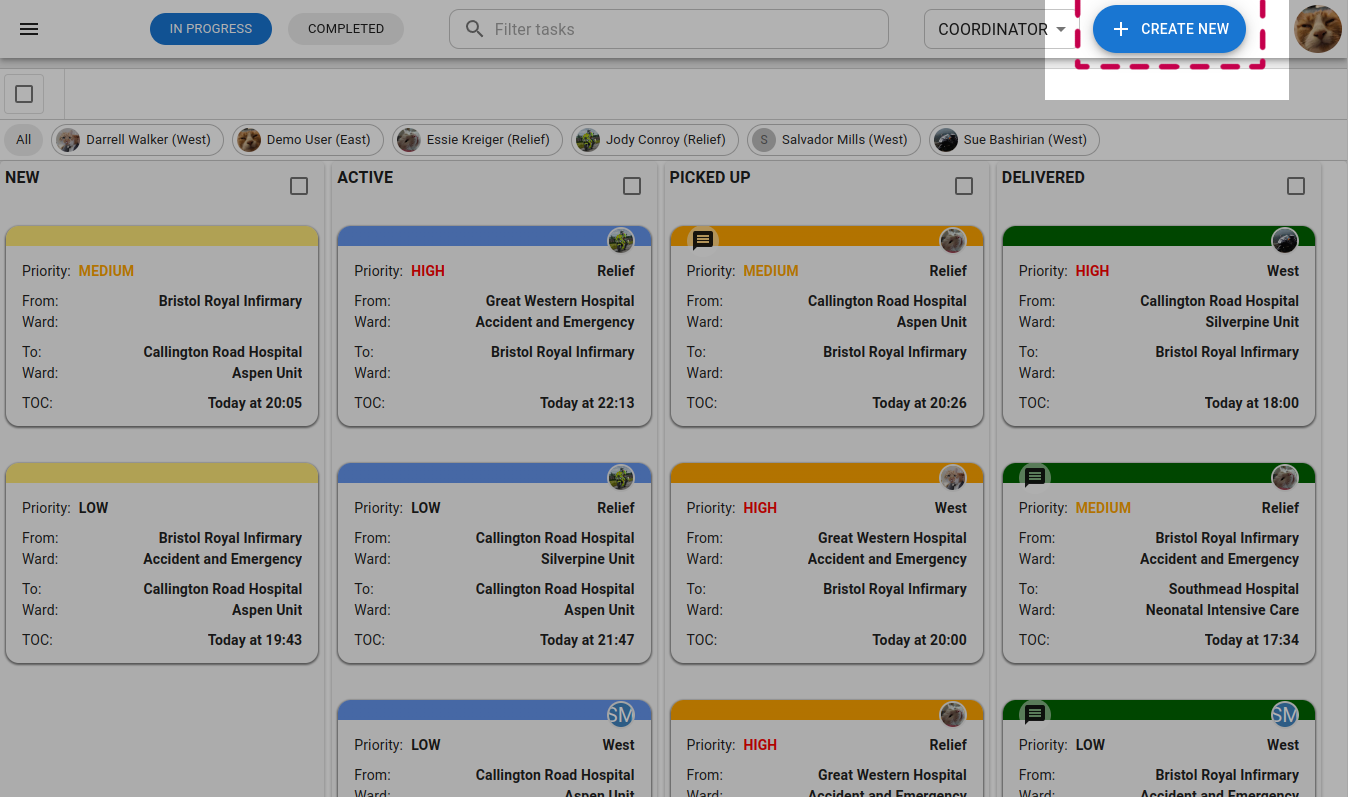 IN PROGRESS
COMPLETED
Filter tasks
COORDINATOR
CREATE NEW
All
Darrell Walker (West)
Demo User (East)
Essie Kreiger (Relief)
Jody Conroy (Relief)
S
Salvador Mills (West)
Sue Bashirian (West)
NEW
Priority: MEDIUM
From: Bristol Royal Infirmary
Ward:
To: Callington Road Hospital
Ward: Aspen Unit
TOC: Today at 20:05
Priority: LOW
From: Bristol Royal Infirmary
Ward: Accident and Emergency
To: Callington Road Hospital
Ward: Aspen Unit
TOC: Today at 19:43
ACTIVE
Priority: HIGH Relief
From: Great Western Hospital
Ward: Accident and Emergency
To: Bristol Royal Infirmary
Ward:
TOC: Today at 22:13
Priority: LOW Relief
From: Callington Road Hospital
Ward: Silverpine Unit
To: Callington Road Hospital
Ward: Aspen Unit
TOC: Today at 21:47
SM
Priority: LOW West
From: Callington Road Hospital
Ward: Aspen Unit
PICKED UP
Priority: MEDIUM Relief
From: Callington Road Hospital
Ward: Aspen Unit
To: Bristol Royal Infirmary
Ward:
TOC: Today at 20:26
Priority: HIGH West
From: Great Western Hospital
Ward: Accident and Emergency
To: Bristol Royal Infirmary
Ward:
TOC: Today at 20:00
Priority: HIGH Relief
From: Great Western Hospital
Ward: Accident and Emergency
DELIVERED
Priority: HIGH West
From: Callington Road Hospital
Ward: Silverpine Unit
To: Bristol Royal Infirmary
Ward:
TOC: Today at 18:00
Priority: MEDIUM Relief
From: Bristol Royal Infirmary
Ward: Accident and Emergency
To: Southmead Hospital
Ward: Neonatal Intensive Care
TOC: Today at 17:34
SM
Priority: LOW West
From: Bristol Royal Infirmary
Ward: Accident and Emergency